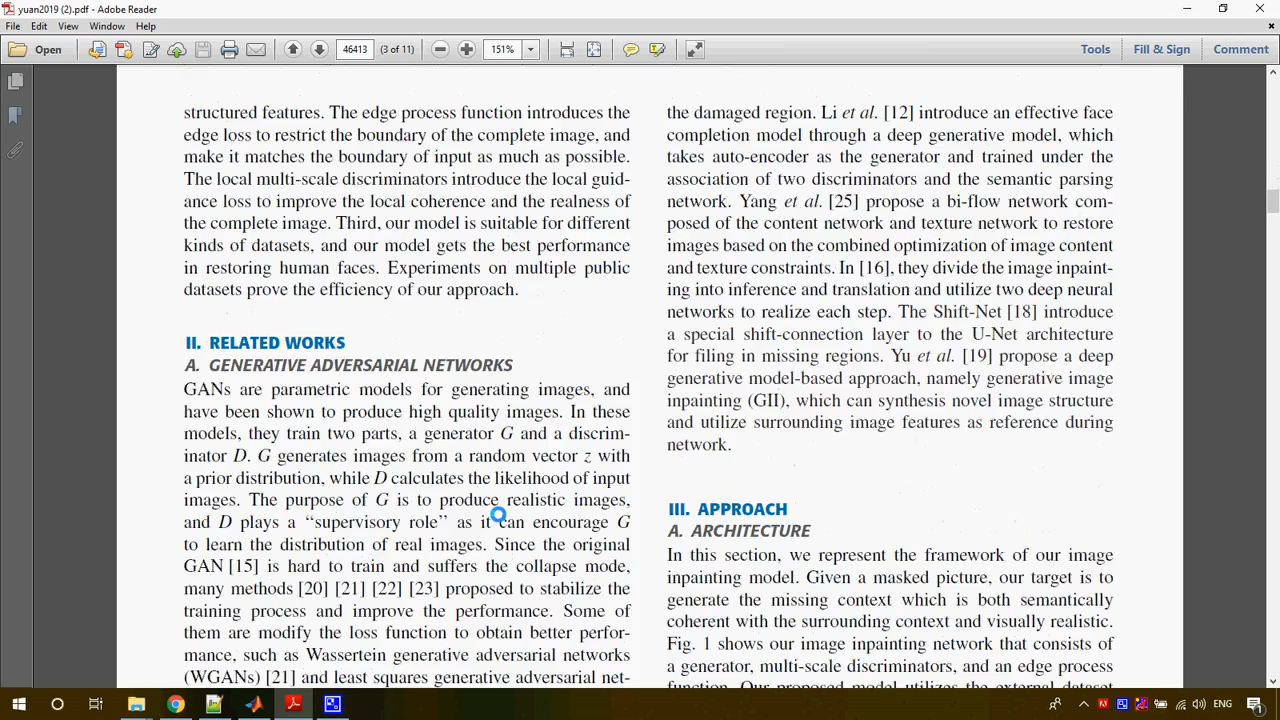 yuan2019 (2).pdf - Adobe Reader
File Edit View Window Help
Open 46413 (3 of 11) 151% Tools Fill & Sign Comment
structured features. The edge process function introduces the
edge loss to restrict the boundary of the complete image, and
make it matches the boundary of input as much as possible.
The local multi-scale discriminators introduce the local guid-
ance loss to improve the local coherence and the realness of
the complete image. Third, our model is suitable for different
kinds of datasets, and our model gets the best performance
in restoring human faces. Experiments on multiple public
datasets prove the efficiency of our approach.
II. RELATED WORKS
A. GENERATIVE ADVERSARIAL NETWORKS
GANs are parametric models for generating images, and
have been shown to produce high quality images. In these
models, they train two parts, a generator G and a discrim-
inator D. G generates images from a random vector z with
a prior distribution, while D calculates the likelihood of input
images. The purpose of G is to produce realistic images,
and D plays a ‘‘supervisory role’’ as it can encourage G
to learn the distribution of real images. Since the original
GAN [15] is hard to train and suffers the collapse mode,
many methods [20] [21] [22] [23] proposed to stabilize the
training process and improve the performance. Some of
them are modify the loss function to obtain better perfor-
mance, such as Wassertein generative adversarial networks
(WGANs) [21] and least squares generative adversarial net-
the damaged region. Li et al. [12] introduce an effective face
completion model through a deep generative model, which
takes auto-encoder as the generator and trained under the
association of two discriminators and the semantic parsing
network. Yang et al. [25] propose a bi-flow network com-
posed of the content network and texture network to restore
images based on the combined optimization of image content
and texture constraints. In [16], they divide the image inpaint-
ing into inference and translation and utilize two deep neural
networks to realize each step. The Shift-Net [18] introduce
a special shift-connection layer to the U-Net architecture
for filing in missing regions. Yu et al. [19] propose a deep
generative model-based approach, namely generative image
inpainting (GII), which can synthesis novel image structure
and utilize surrounding image features as reference during
network.
III. APPROACH
A. ARCHITECTURE
In this section, we represent the framework of our image
inpainting model. Given a masked picture, our target is to
generate the missing context which is both semantically
coherent with the surrounding context and visually realistic.
Fig. 1 shows our image inpainting network that consists of
a generator, multi-scale discriminators, and an edge process
function. Our proposed model utilizes the external dataset
ENG